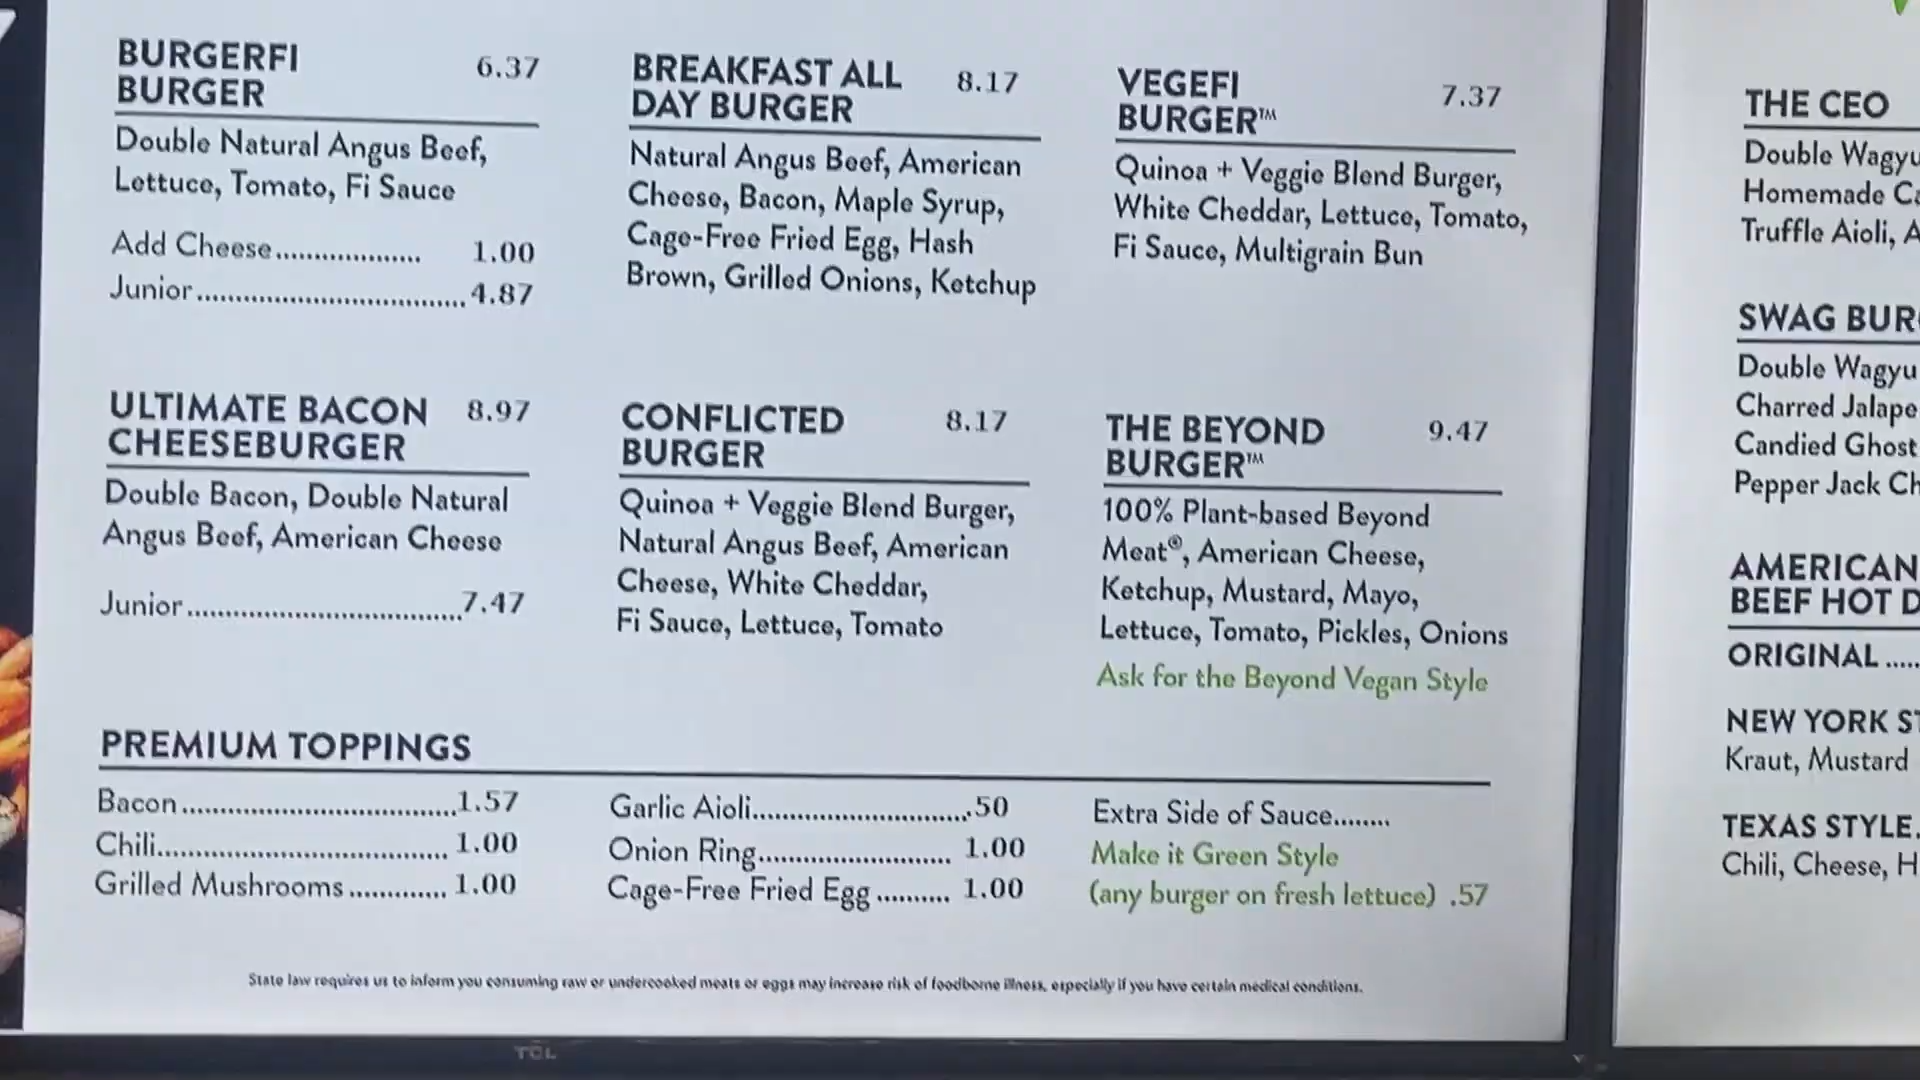 BURGERFI
BURGER 6.37
Double Natural Angus Beef,
Lettuce, Tomato, Fi Sauce
Add Cheese.................. 1.00
Junior.................................4.87
BREAKFAST ALL
DAY BURGER 8.17
Natural Angus Beef, American
Cheese, Bacon, Maple Syrup,
Cage-Free Fried Egg, Hash
Brown, Grilled Onions, Ketchup
VEGEFI
BURGER™ 7.37
Quinoa + Veggie Blend Burger,
White Cheddar, Lettuce, Tomato,
Fi Sauce, Multigrain Bun
ULTIMATE BACON
CHEESEBURGER 8.97
Double Bacon, Double Natural
Angus Beef, American Cheese
Junior.................................7.47
CONFLICTED
BURGER 8.17
Quinoa + Veggie Blend Burger,
Natural Angus Beef, American
Cheese, White Cheddar,
Fi Sauce, Lettuce, Tomato
THE BEYOND
BURGER™ 9.47
100% Plant-based Beyond
Meat®, American Cheese,
Ketchup, Mustard, Mayo,
Lettuce, Tomato, Pickles, Onions
Ask for the Beyond Vegan Style
PREMIUM TOPPINGS
Bacon.................................1.57
Chili................................... 1.00
Grilled Mushrooms............ 1.00
Garlic Aioli..........................50
Onion Ring....................... 1.00
Cage-Free Fried Egg.......... 1.00
Extra Side of Sauce........
Make it Green Style
(any burger on fresh lettuce) .57
State law requires us to inform you consuming raw or undercooked meats or eggs may increase risk of foodborne illness, especially if you have certain medical conditions.
TCL
THE CEO
Double Wagyu
Homemade
Truffle Aioli,
SWAG
Double Wagyu
Charred
Candied Ghost
Pepper Jack
AMERICAN
BEEF HOT
ORIGINAL.....
NEW YORK
Kraut, Mustard
TEXAS STYLE.
Chili, Cheese,